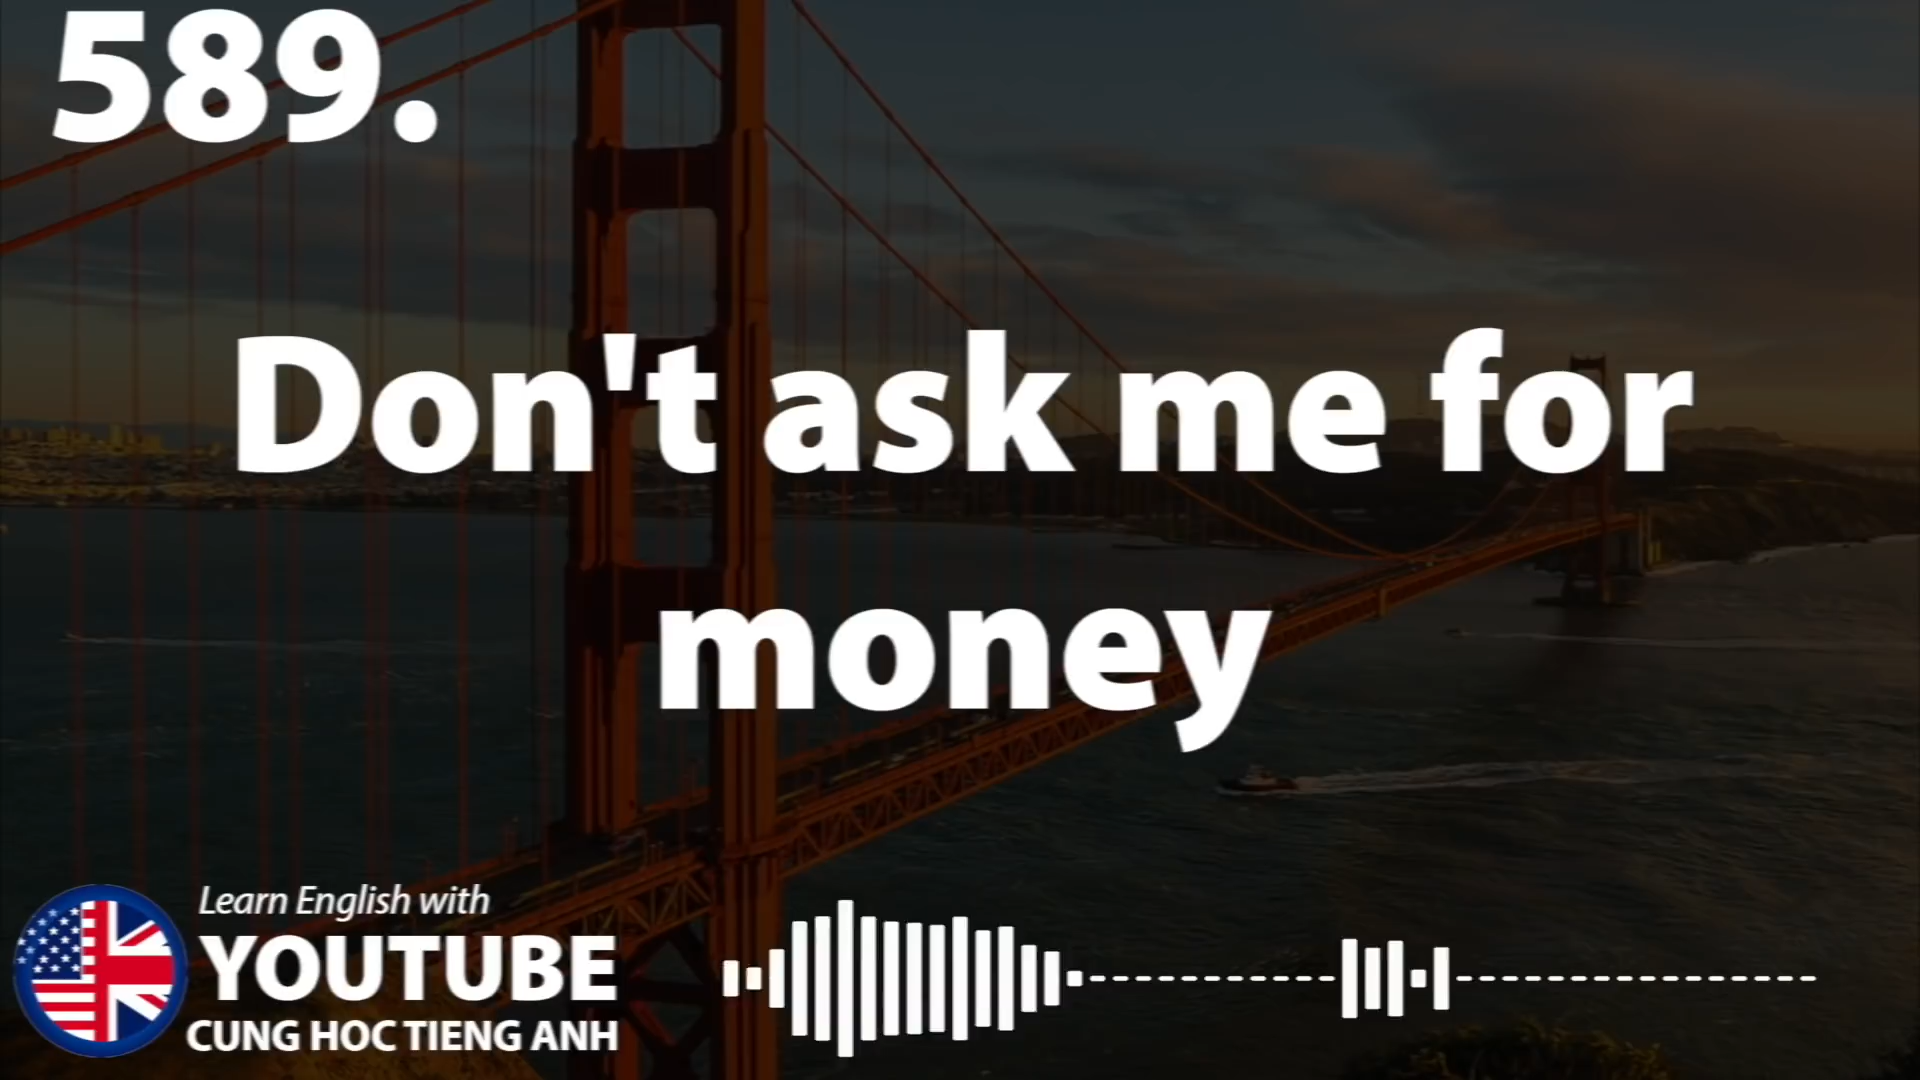 589.
Don't ask me for
money
Learn English with
YOUTUBE
CUNG HOC TIENG ANH